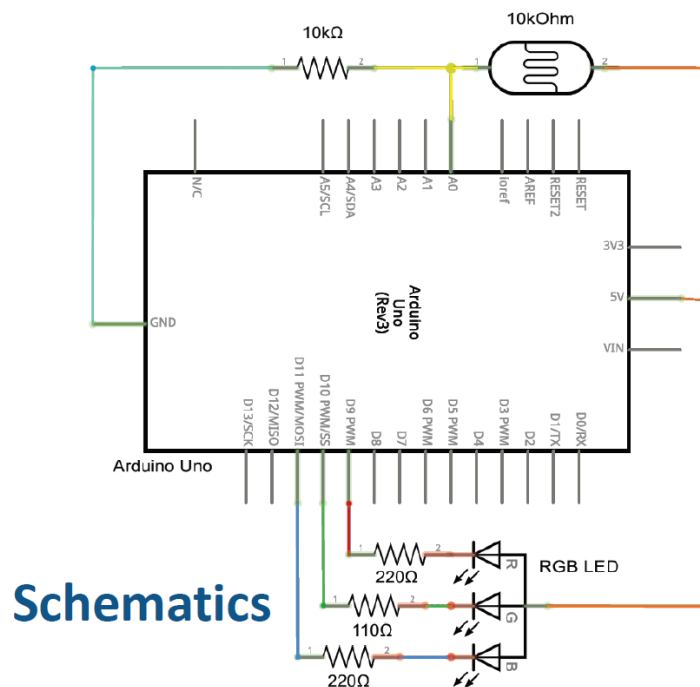 10kΩ
10kOhm
1
2
1
2
N/C
A5/SCL
A4/SDA
A3
A2
A1
A0
ioref
AREF
RESET2
RESET
3V3
5V
VIN
GND
Arduino
Uno
(Rev3)
D13/SCK
D12/MISO
D11 PWM/MOSI
D10 PWM/SS
D9 PWM
D8
D7
D6 PWM
D5 PWM
D4
D3 PWM
D2
D1/TX
D0/RX
Arduino Uno
1
2
220Ω
R
RGB LED
1
2
110Ω
G
1
2
220Ω
B
Schematics